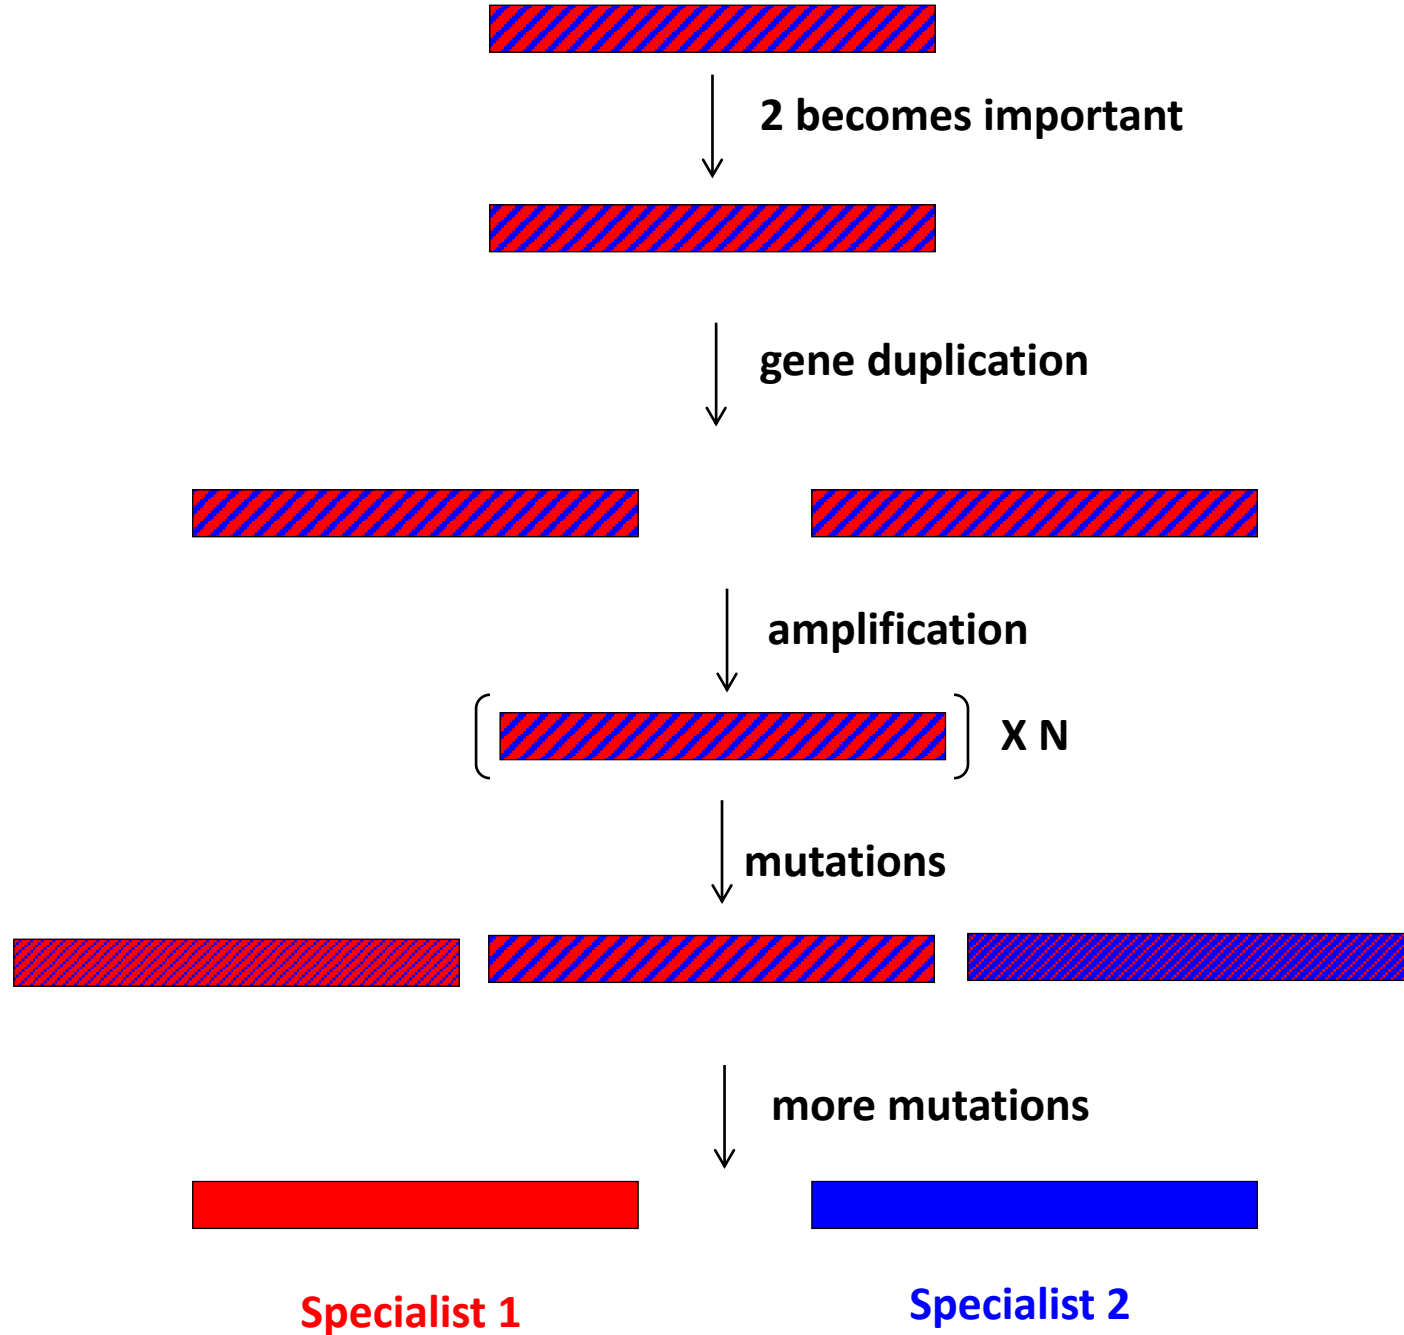 2 becomes important
gene duplication
amplification
X N
mutations
more mutations
Specialist 1
Specialist 2